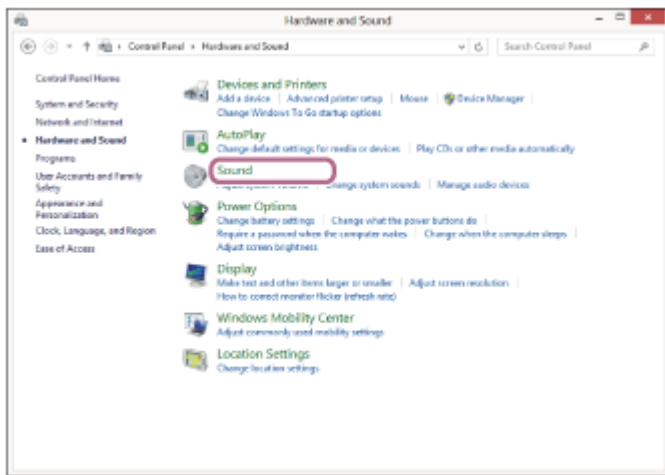 Hardware and Sound
Control Panel › Hardware and Sound
Search Control Panel
Control Panel Home
System and Security
Network and Internet
Hardware and Sound
Programs
User Accounts and Family
Safety
Appearance and
Personalization
Clock, Language, and Region
Ease of Access
Devices and Printers
Add a device | Advanced printer setup | Mouse | Device Manager
Change Windows To Go startup options
AutoPlay
Change default settings for media or devices | Play CDs or other media automatically
Sound
Change system sounds | Manage audio devices
Power Options
Change battery settings | Change what the power buttons do
Require a password when the computer wakes | Change when the computer sleeps
Adjust screen brightness
Display
Make text and other items larger or smaller | Adjust screen resolution
How to correct monitor flicker (refresh rate)
Windows Mobility Center
Adjust commonly used mobility settings
Location Settings
Change location settings